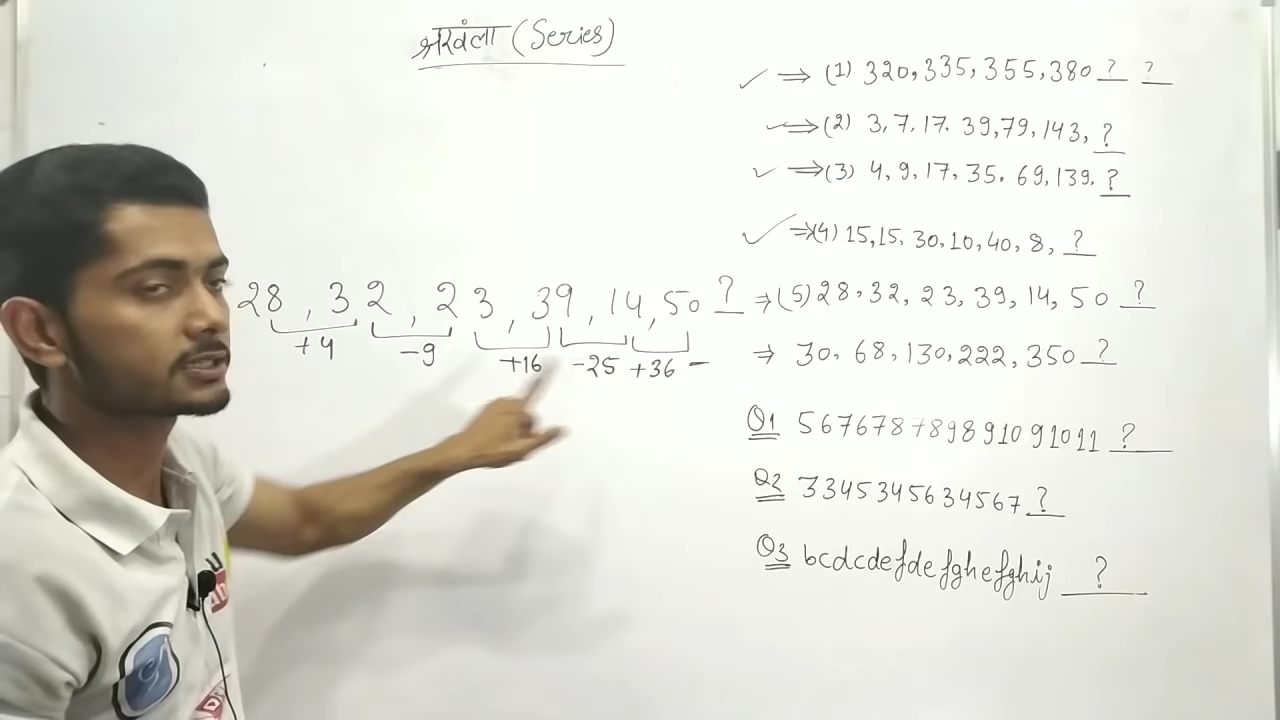 श्रखंला (Series)
✓ ⇒ (1) 320, 335, 355, 380 ? ?
✓ ⇒ (2) 3, 7, 17, 39, 79, 143, ?
✓ ⇒ (3) 4, 9, 17, 35, 69, 139, ?
✓ ⇒ (4) 15, 15, 30, 10, 40, 8, ?
28, 32, 23, 39, 14, 50 ?
+4 -9 +16 -25 +36 -
⇒ (5) 28, 32, 23, 39, 14, 50 ?
⇒ 30, 68, 130, 222, 350 ?
Q1 567678789891091011 ?
Q2 3345345634567 ?
Q3 bcdcdefdefghefghij ?